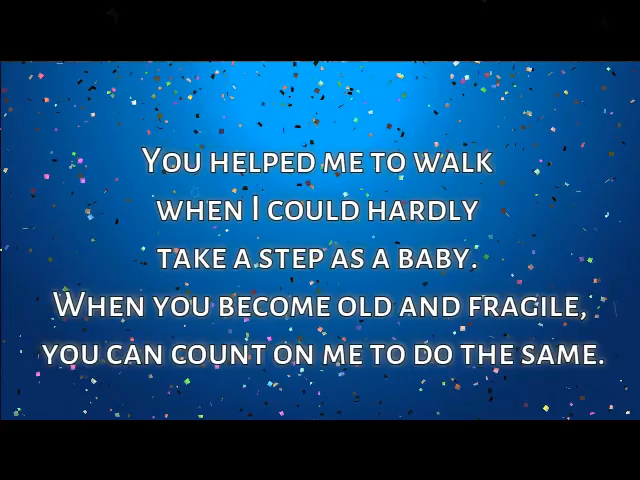 You helped me to walk
when I could hardly
take a step as a baby.
When you become old and fragile,
you can count on me to do the same.